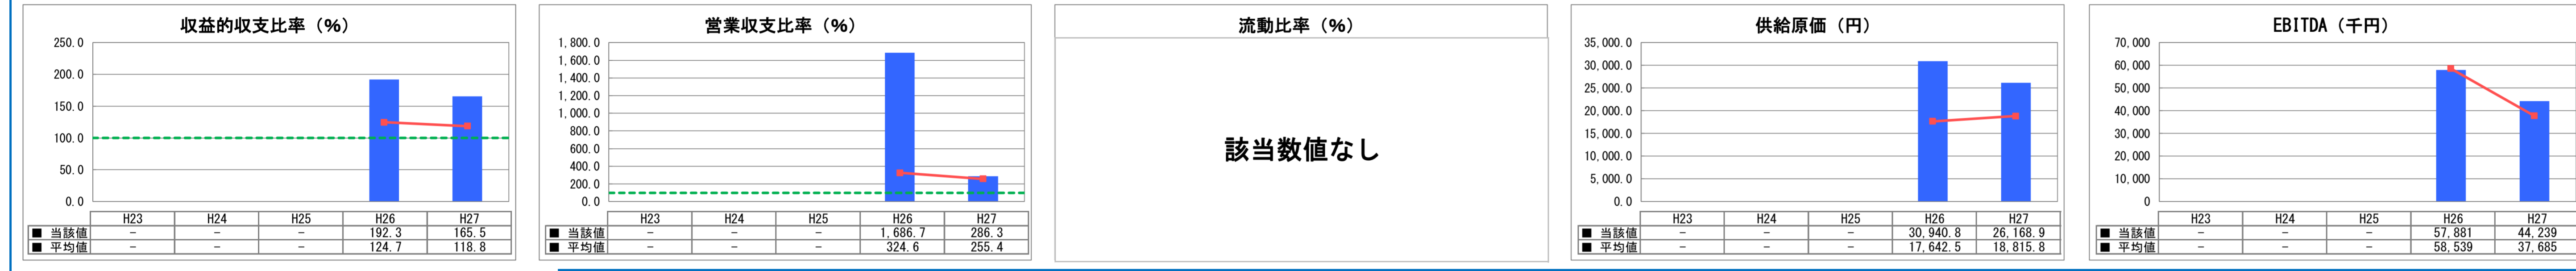 収益的収支比率（%）
250.0
200.0
150.0
100.0
50.0
0.0
H23 H24 H25 H26 H27
■ 当該値 － － － 192.3 165.5
■ 平均値 － － － 124.7 118.8
営業収支比率（%）
1,800.0
1,600.0
1,400.0
1,200.0
1,000.0
800.0
600.0
400.0
200.0
0.0
H23 H24 H25 H26 H27
■ 当該値 － － － 1,686.7 286.3
■ 平均値 － － － 324.6 255.4
流動比率（%）
該当数値なし
供給原価（円）
35,000.0
30,000.0
25,000.0
20,000.0
15,000.0
10,000.0
5,000.0
0.0
H23 H24 H25 H26 H27
■ 当該値 － － － 30,940.8 26,168.9
■ 平均値 － － － 17,642.5 18,815.8
EBITDA（千円）
70,000
60,000
50,000
40,000
30,000
20,000
10,000
0
H23 H24 H25 H26 H27
■ 当該値 － － － 57,881 44,239
■ 平均値 － － － 58,539 37,685